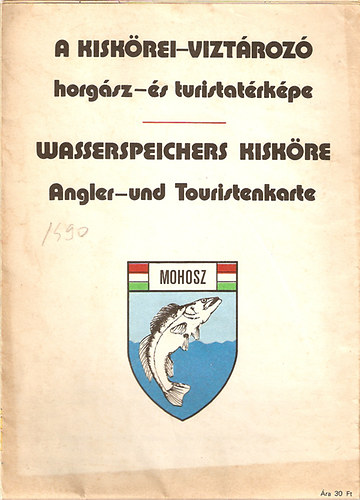 A KISKÖREI-VIZTÁROZÓ
horgász-és turistatérképe
WASSERSPEICHERS KISKÖRE
Angler-und Touristenkarte
1990
MOHOSZ
Ára 30 Ft